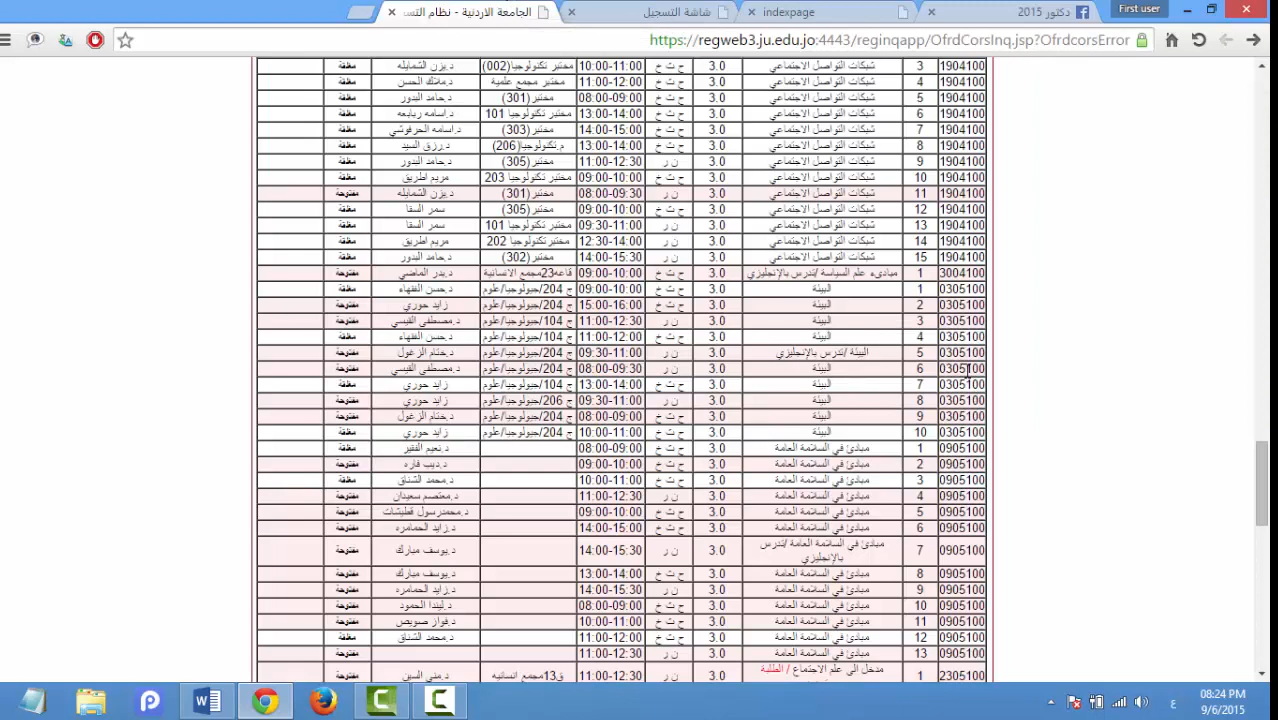 الجامعة الاردنية - نظام التس
شاشة التسجيل
indexpage
دكتور 2015
First user
https://regweb3.ju.edu.jo:4443/reginqapp/OfrdCorsInq.jsp?OfrdcorsError
1904100 3 شبكات التواصل الاجتماعي 3.0 ح ث خ 10:00-11:00 مختبر تكنولوجيا(002) د.يزن الشمايله مغلقة
1904100 4 شبكات التواصل الاجتماعي 3.0 ح ث خ 11:00-12:00 مختبر مجمع علمية د.ملاك الحسن مغلقة
1904100 5 شبكات التواصل الاجتماعي 3.0 ح ث خ 08:00-09:00 مختبر (301) د.حامد البدور مغلقة
1904100 6 شبكات التواصل الاجتماعي 3.0 ح ث خ 13:00-14:00 مختبر تكنولوجيا 101 د.اسامه ربابعه مغلقة
1904100 7 شبكات التواصل الاجتماعي 3.0 ح ث خ 14:00-15:00 مختبر (303) د.اسامه الحرفوشي مغلقة
1904100 8 شبكات التواصل الاجتماعي 3.0 ح ث خ 13:00-14:00 م.تكنولوجيا(206) د.رزق السيد مغلقة
1904100 9 شبكات التواصل الاجتماعي 3.0 ن ر 11:00-12:30 مختبر (305) د.حامد البدور مغلقة
1904100 10 شبكات التواصل الاجتماعي 3.0 ح ث خ 09:00-10:00 مختبر تكنولوجيا 203 مريم اطريق مغلقة
1904100 11 شبكات التواصل الاجتماعي 3.0 ن ر 08:00-09:30 مختبر (301) د.يزن الشمايله مفتوحة
1904100 12 شبكات التواصل الاجتماعي 3.0 ح ث خ 09:00-10:00 مختبر (305) سمر السقا مغلقة
1904100 13 شبكات التواصل الاجتماعي 3.0 ن ر 09:30-11:00 مختبر تكنولوجيا 101 سمر السقا مغلقة
1904100 14 شبكات التواصل الاجتماعي 3.0 ن ر 12:30-14:00 مختبر تكنولوجيا 202 مريم اطريق مغلقة
1904100 15 شبكات التواصل الاجتماعي 3.0 ن ر 14:00-15:30 مختبر (302) د.حامد البدور مغلقة
3004100 1 مبادىء علم السياسة /تدرس بالإنجليزي 3.0 ح ث خ 09:00-10:00 قاعه23مجمع الانسانية د.بدر الماضي مفتوحة
0305100 1 البيئة 3.0 ح ث خ 09:00-10:00 ج 204/جيولوجيا/علوم د.حسن الفقهاء مغلقة
0305100 2 البيئة 3.0 ح ث خ 15:00-16:00 ج 204/جيولوجيا/علوم زايد حوري مفتوحة
0305100 3 البيئة 3.0 ن ر 11:00-12:30 ج 104/جيولوجيا/علوم د.مصطفى القيسي مفتوحة
0305100 4 البيئة 3.0 ح ث خ 11:00-12:00 ج 104/جيولوجيا/علوم د.حسن الفقهاء مغلقة
0305100 5 البيئة /تدرس بالإنجليزي 3.0 ن ر 09:30-11:00 ج 204/جيولوجيا/علوم د.ختام الزغول مفتوحة
0305100 6 البيئة 3.0 ن ر 08:00-09:30 ج 204/جيولوجيا/علوم د.مصطفى القيسي مفتوحة
0305100 7 البيئة 3.0 ح ث خ 13:00-14:00 ج 104/جيولوجيا/علوم زايد حوري مغلقة
0305100 8 البيئة 3.0 ن ر 11:00-12:30 ج 206/جيولوجيا/علوم زايد حوري مفتوحة
0305100 9 البيئة 3.0 ح ث خ 08:00-09:00 ج 204/جيولوجيا/علوم د.ختام الزغول مفتوحة
0305100 10 البيئة 3.0 ح ث خ 10:00-11:00 ج 204/جيولوجيا/علوم زايد حوري مغلقة
0905100 1 مبادئ في السلامة العامة 3.0 ح ث خ 08:00-09:00 د.نعيم الفقير مغلقة
0905100 2 مبادئ في السلامة العامة 3.0 ح ث خ 09:00-10:00 د.ديب فاره مفتوحة
0905100 3 مبادئ في السلامة العامة 3.0 ح ث خ 10:00-11:00 د.محمد الشناق مغلقة
0905100 4 مبادئ في السلامة العامة 3.0 ن ر 11:00-12:30 د.معتصم سعيدان مفتوحة
0905100 5 مبادئ في السلامة العامة 3.0 ح ث خ 09:00-10:00 د.محمدرسول قطيشات مفتوحة
0905100 6 مبادئ في السلامة العامة 3.0 ح ث خ 14:00-15:00 د.زايد الحمامره مفتوحة
0905100 7 مبادئ في السلامة العامة /تدرس بالإنجليزي 3.0 ن ر 14:00-15:30 د.يوسف مبارك مفتوحة
0905100 8 مبادئ في السلامة العامة 3.0 ح ث خ 13:00-14:00 د.يوسف مبارك مفتوحة
0905100 9 مبادئ في السلامة العامة 3.0 ن ر 14:00-15:30 د.زايد الحمامره مفتوحة
0905100 10 مبادئ في السلامة العامة 3.0 ح ث خ 08:00-09:00 د.ليندا الحمود مفتوحة
0905100 11 مبادئ في السلامة العامة 3.0 ح ث خ 10:00-11:00 د.فواز صويص مفتوحة
0905100 12 مبادئ في السلامة العامة 3.0 ح ث خ 11:00-12:00 د.محمد الشناق مغلقة
0905100 13 مبادئ في السلامة العامة 3.0 ن ر 11:00-12:30 مفتوحة
2305100 1 مدخل الى علم الاجتماع / الطلبة 3.0 ن ر 11:00-12:30 ق13مجمع انسانيه د.منى السين مفتوحة
ع
08:24 PM
9/6/2015